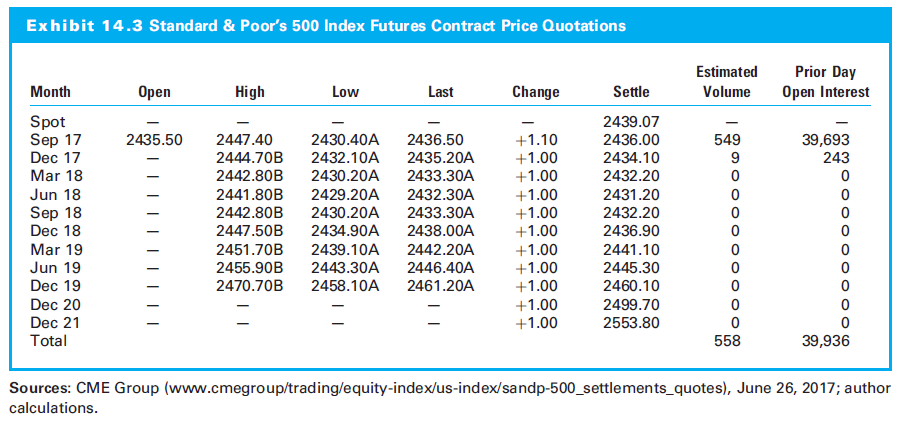 Exhibit 14.3 Standard & Poor's 500 Index Futures Contract Price Quotations
Estimated Prior Day
Month Open High Low Last Change Settle Volume Open Interest
Spot — — — — — 2439.07 — —
Sep 17 2435.50 2447.40 2430.40A 2436.50 +1.10 2436.00 549 39,693
Dec 17 — 2444.70B 2432.10A 2435.20A +1.00 2434.10 9 243
Mar 18 — 2442.80B 2430.20A 2433.30A +1.00 2432.20 0 0
Jun 18 — 2441.80B 2429.20A 2432.30A +1.00 2431.20 0 0
Sep 18 — 2442.80B 2430.20A 2433.30A +1.00 2432.20 0 0
Dec 18 — 2447.50B 2434.90A 2438.00A +1.00 2436.90 0 0
Mar 19 — 2451.70B 2439.10A 2442.20A +1.00 2441.10 0 0
Jun 19 — 2455.90B 2443.30A 2446.40A +1.00 2445.30 0 0
Dec 19 — 2470.70B 2458.10A 2461.20A +1.00 2460.10 0 0
Dec 20 — — — — +1.00 2499.70 0 0
Dec 21 — — — — +1.00 2553.80 0 0
Total 558 39,936
Sources: CME Group (www.cmegroup/trading/equity-index/us-index/sandp-500_settlements_quotes), June 26, 2017; author
calculations.